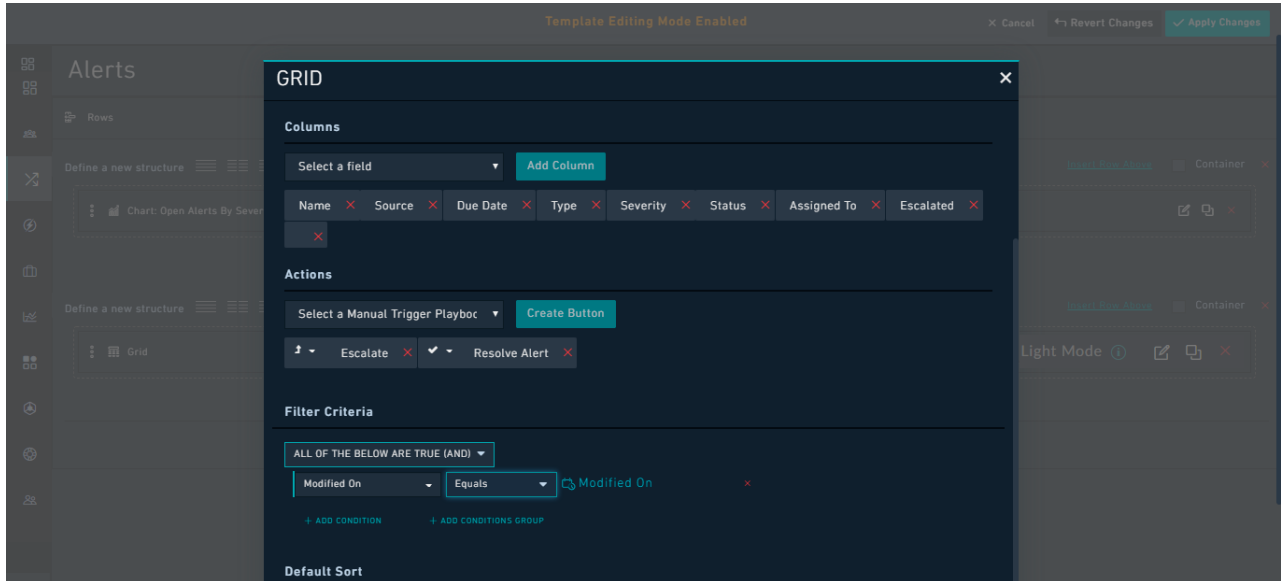 Template Editing Mode Enabled
Cancel
Revert Changes
Apply Changes
Alerts
GRID
Rows
Columns
Define a new structure
Select a field
Add Column
Insert Row Above
Container
Chart: Open Alerts By Sever
Name
Source
Due Date
Type
Severity
Status
Assigned To
Escalated
Actions
Define a new structure
Select a Manual Trigger Playboc
Create Button
Insert Row Above
Container
Grid
Escalate
Resolve Alert
Light Mode
Filter Criteria
ALL OF THE BELOW ARE TRUE (AND)
Modified On
Equals
Modified On
+ ADD CONDITION
+ ADD CONDITIONS GROUP
Default Sort